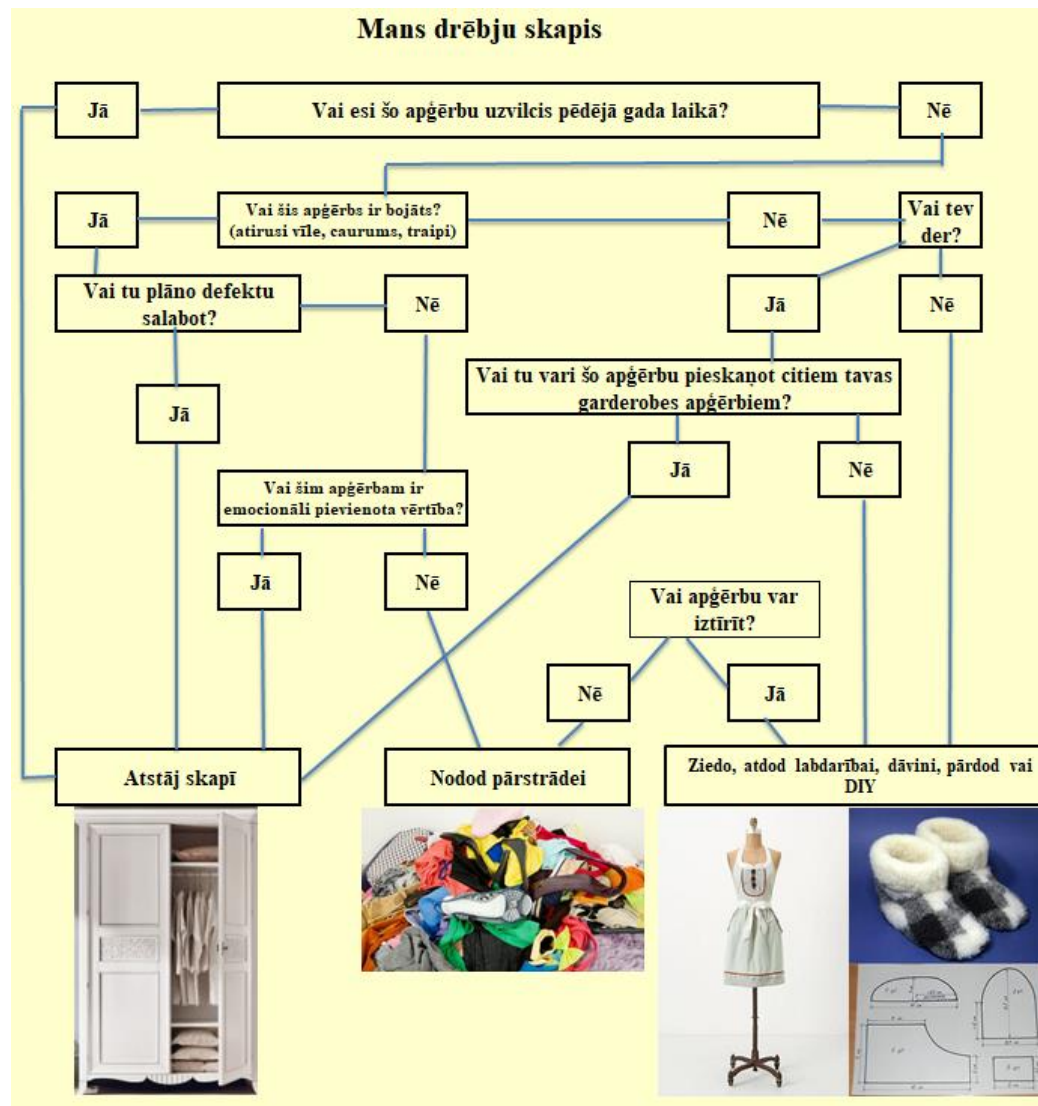 Mans drēbju skapis
Jā
Vai esi šo apģērbu uzvilcis pēdējā gada laikā?
Nē
Jā
Vai šis apģērbs ir bojāts?
(atirusi vīle, caurums, traipi)
Nē
Vai tev
der?
Vai tu plāno defektu
salabot?
Nē
Jā
Nē
Vai tu vari šo apģērbu pieskaņot citiem tavas
garderobes apģērbiem?
Jā
Jā
Nē
Vai šim apģērbam ir
emocionāli pievienota vērtība?
Jā
Nē
Vai apģērbu var
iztīrīt?
Nē
Jā
Atstāj skapī
Nodod pārstrādei
Ziedo, atdod labdarībai, dāvini, pārdod vai
DIY